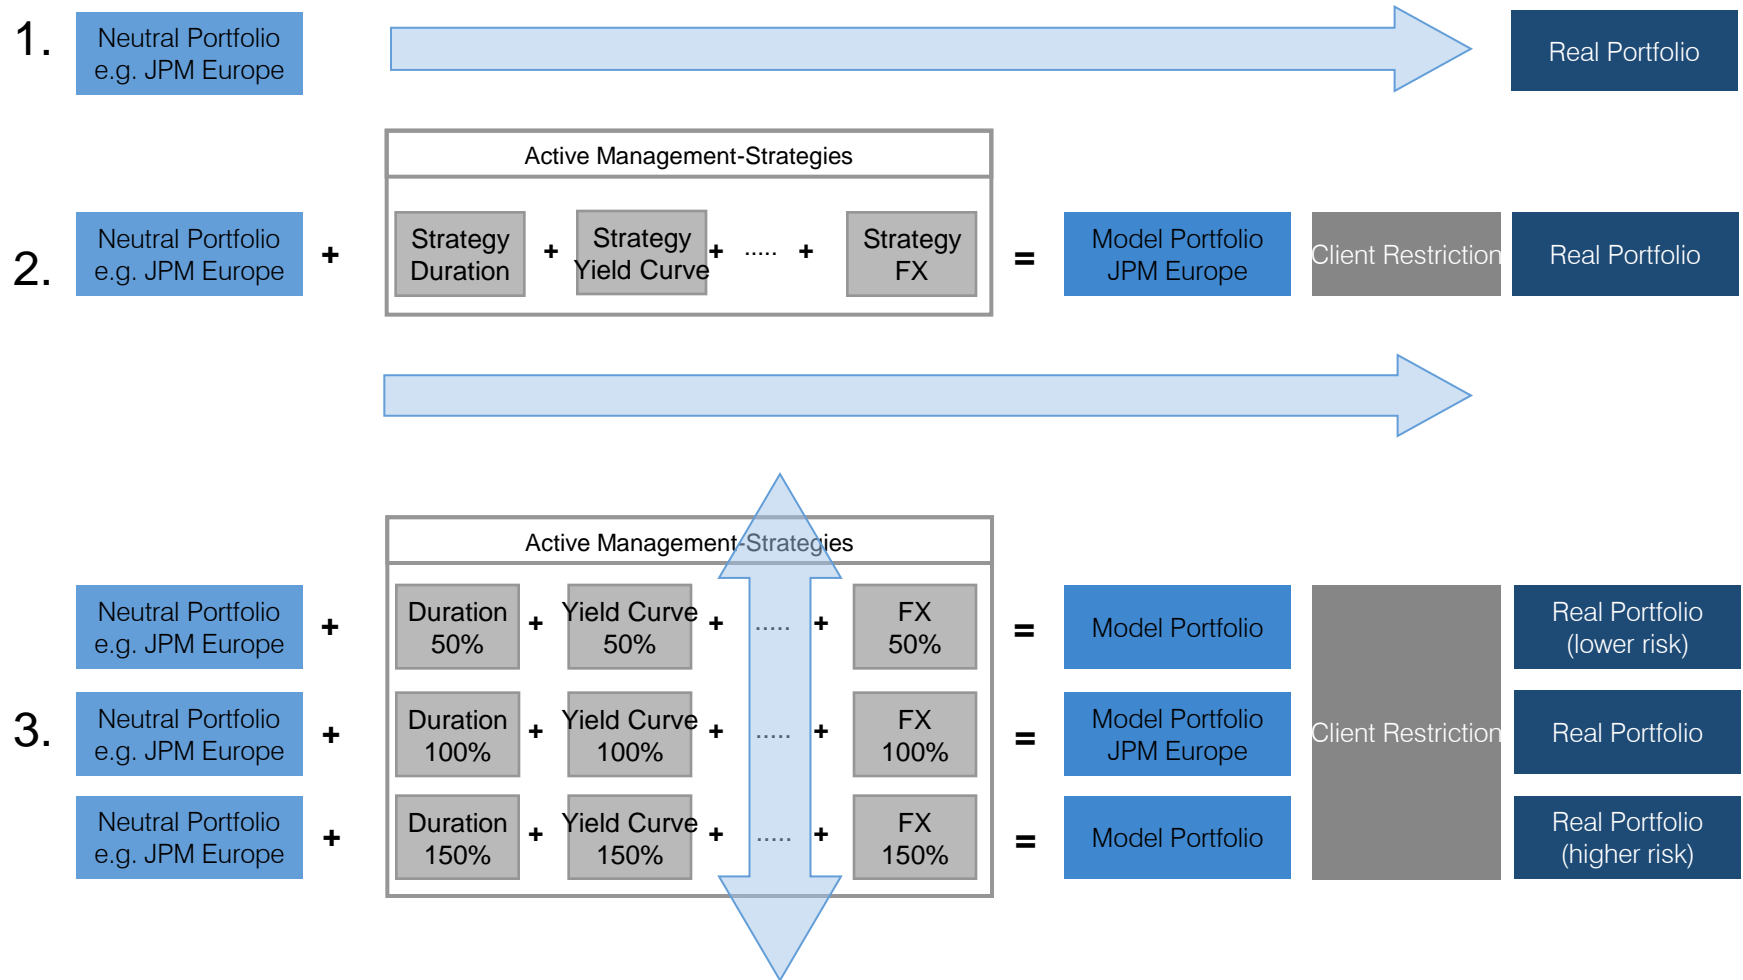 1.
Neutral Portfolio
e.g. JPM Europe
Real Portfolio
Active Management-Strategies
2.
Neutral Portfolio
e.g. JPM Europe
+
Strategy
Duration
+
Strategy
Yield Curve
+
.....
+
Strategy
FX
=
Model Portfolio
JPM Europe
Client Restriction
Real Portfolio
Active Management-Strategies
3.
Neutral Portfolio
e.g. JPM Europe
+
Duration
50%
+
Yield Curve
50%
+
.....
+
FX
50%
=
Model Portfolio
Real Portfolio
(lower risk)
Neutral Portfolio
e.g. JPM Europe
+
Duration
100%
+
Yield Curve
100%
+
.....
+
FX
100%
=
Model Portfolio
JPM Europe
Client Restriction
Real Portfolio
Neutral Portfolio
e.g. JPM Europe
+
Duration
150%
+
Yield Curve
150%
+
.....
+
FX
150%
=
Model Portfolio
Real Portfolio
(higher risk)